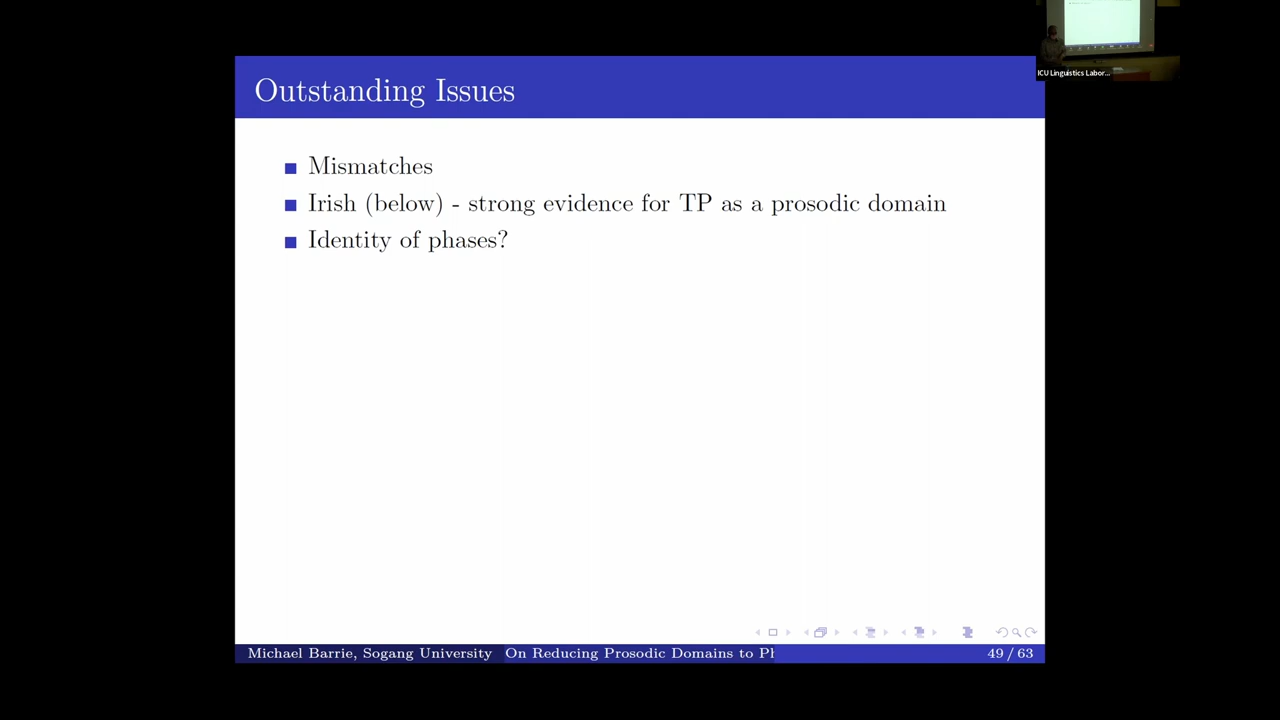 Outstanding Issues
ICU Linguistics Labor...
Mismatches
Irish (below) - strong evidence for TP as a prosodic domain
Identity of phases?
Michael Barrie, Sogang University On Reducing Prosodic Domains to Ph 49 / 63